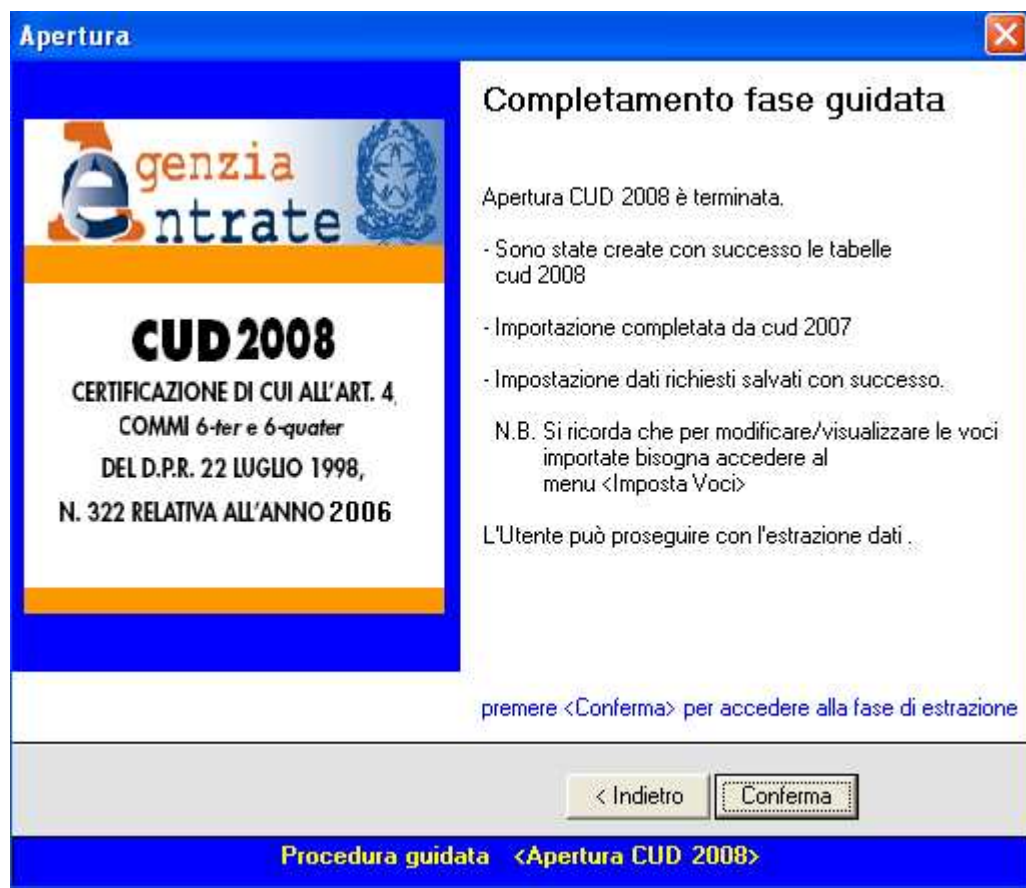 Apertura
Agenzia
Entrate
CUD 2008
CERTIFICAZIONE DI CUI ALL'ART. 4,
COMMI 6-ter e 6-quater
DEL D.P.R. 22 LUGLIO 1998,
N. 322 RELATIVA ALL'ANNO 2006
Completamento fase guidata
Apertura CUD 2008 è terminata.
- Sono state create con successo le tabelle
cud 2008
- Importazione completata da cud 2007
- Impostazione dati richiesti salvati con successo.
N.B. Si ricorda che per modificare/visualizzare le voci
importate bisogna accedere al
menu <Imposta Voci>
L'Utente può proseguire con l'estrazione dati .
premere <Conferma> per accedere alla fase di estrazione
< Indietro
Conferma
Procedura guidata <Apertura CUD 2008>